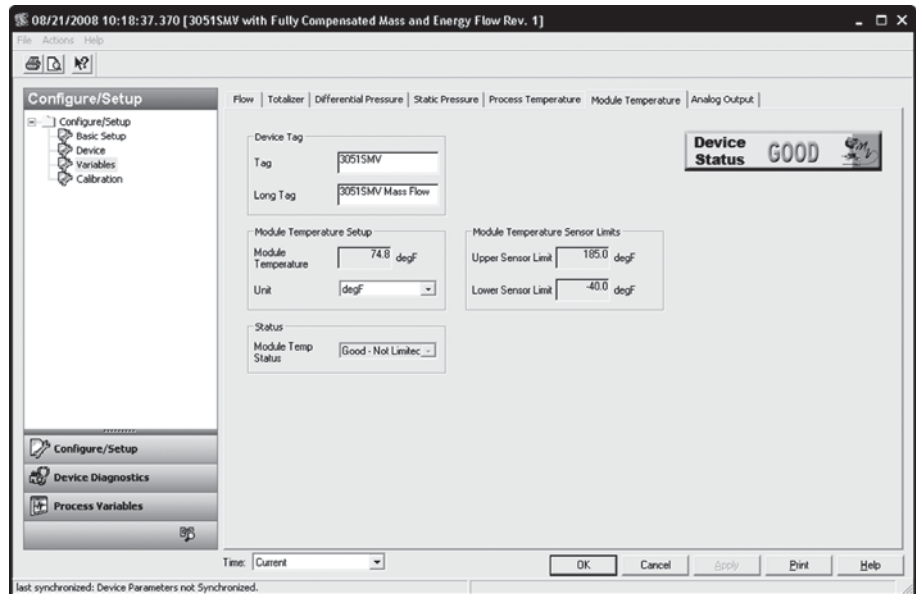 08/21/2008 10:18:37.370 [3051SMV with Fully Compensated Mass and Energy Flow Rev. 1]
File Actions Help
Configure/Setup
Configure/Setup
Basic Setup
Device
Variables
Calibration
Configure/Setup
Device Diagnostics
Process Variables
Flow Totalizer Differential Pressure Static Pressure Process Temperature Module Temperature Analog Output
Device Tag
Tag 3051SMV
Long Tag 3051SMV Mass Flow
Device Status GOOD
Module Temperature Setup
Module Temperature 74.8 degF
Unit degF
Module Temperature Sensor Limits
Upper Sensor Limit 185.0 degF
Lower Sensor Limit -40.0 degF
Status
Module Temp Status Good - Not Limitec
Time: Current
OK Cancel Apply Print Help
last synchronized: Device Parameters not Synchronized.